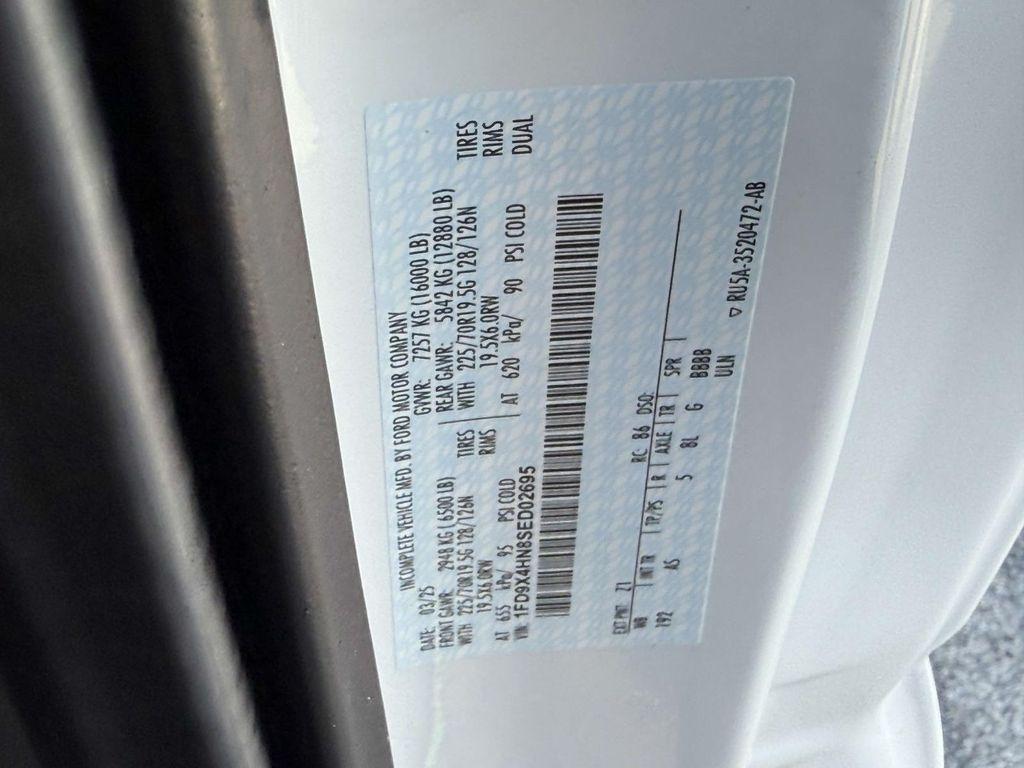 INCOMPLETE VEHICLE MFD. BY FORD MOTOR COMPANY
DATE: 03/25 GVWR: 7257 KG (16000 LB)
FRONT GAWR: 2948 KG ( 6500 LB) REAR GAWR: 5842 KG (12880 LB)
WITH 225/70R19.5G 128/126N TIRES WITH 225/70R19.5G 128/126N TIRES
19.5X6.0RW RIMS 19.5X6.0RW RIMS
AT 655 kPa/ 95 PSI COLD AT 620 kPa/ 90 PSI COLD DUAL
VIN: 1FD9X4HN8SED02695
EXT PNT: Z1 RC: 86 DSO:
WB INT TR TP/PS R AXLE TR SPR
192 AS 5 8L G BBBB
ULN
▽ RU5A-3520472-AB